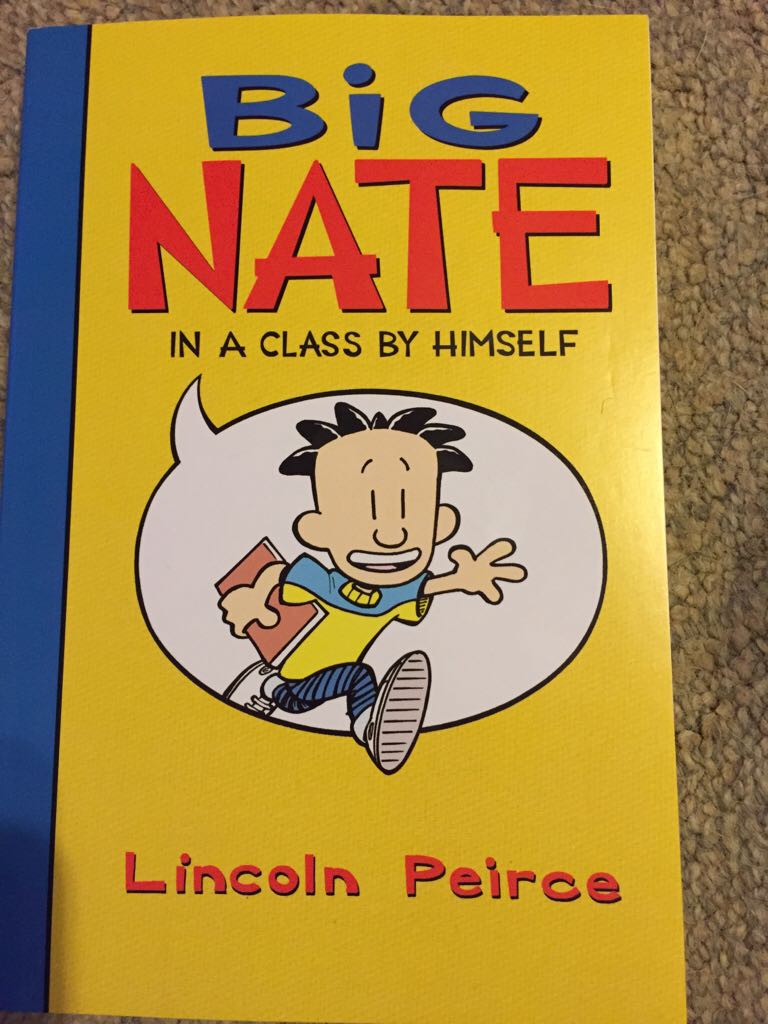 BiG
NATE
IN A CLASS BY HIMSELF
Lincoln Peirce